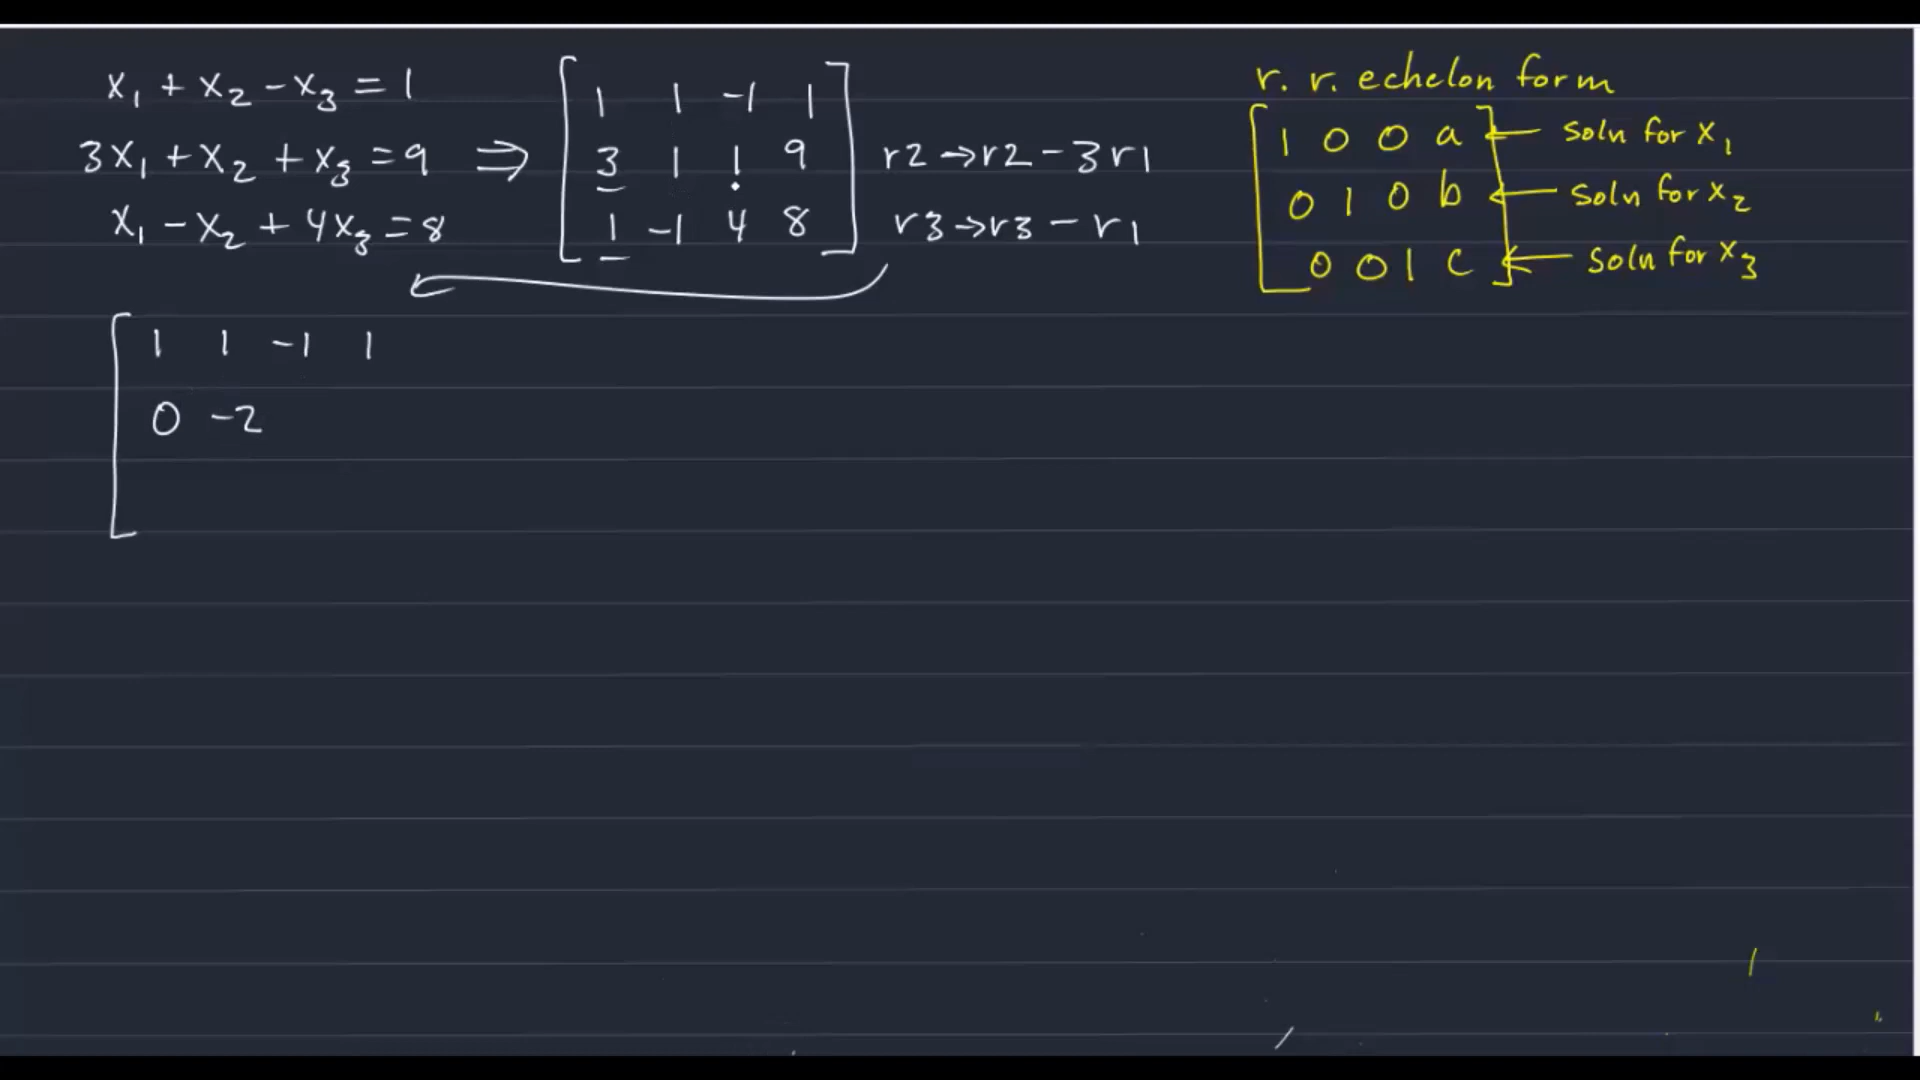 x₁ + x₂ - x₃ = 1
3x₁ + x₂ + x₃ = 9 ⇒
x₁ - x₂ + 4x₃ = 8
1 1 -1 1
3 1 1 9 r2→r2-3r1
1 -1 4 8 r3→r3-r1
r. r. echelon form
1 0 0 a ← soln for x₁
0 1 0 b ← soln for x₂
0 0 1 c ← soln for x₃
1 1 -1 1
0 -2